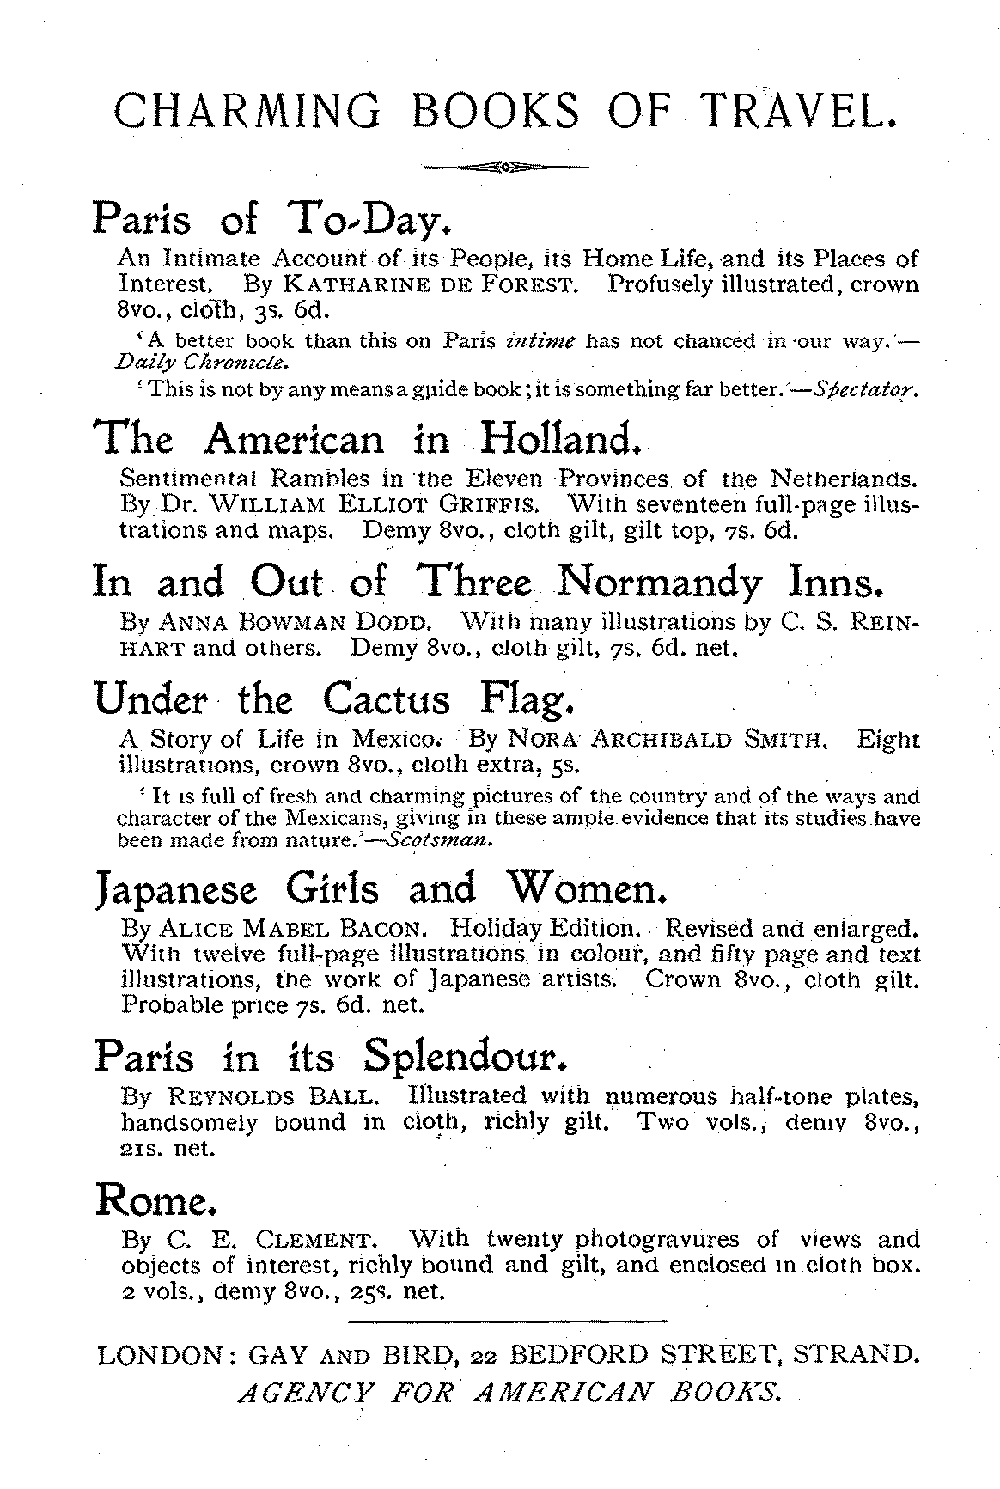 CHARMING BOOKS OF TRAVEL.
Paris of To-Day.
An Intimate Account of its People, its Home Life, and its Places of
Interest. By KATHARINE DE FOREST. Profusely illustrated, crown
8vo., cloth, 3s. 6d.
‘A better book than this on Paris intime has not chanced in our way.’—
Daily Chronicle.
‘This is not by any means a guide book; it is something far better.’—Spectator.
The American in Holland.
Sentimental Rambles in the Eleven Provinces of the Netherlands.
By Dr. WILLIAM ELLIOT GRIFFIS. With seventeen full-page illus-
trations and maps. Demy 8vo., cloth gilt, gilt top, 7s. 6d.
In and Out of Three Normandy Inns.
By ANNA BOWMAN DODD. With many illustrations by C. S. REIN-
HART and others. Demy 8vo., cloth gilt, 7s. 6d. net.
Under the Cactus Flag.
A Story of Life in Mexico. By NORA ARCHIBALD SMITH. Eight
illustrations, crown 8vo., cloth extra, 5s.
‘It is full of fresh and charming pictures of the country and of the ways and
character of the Mexicans, giving in these ample evidence that its studies have
been made from nature.’—Scotsman.
Japanese Girls and Women.
By ALICE MABEL BACON. Holiday Edition. Revised and enlarged.
With twelve full-page illustrations in colour, and fifty page and text
illustrations, the work of Japanese artists. Crown 8vo., cloth gilt.
Probable price 7s. 6d. net.
Paris in its Splendour.
By REYNOLDS BALL. Illustrated with numerous half-tone plates,
handsomely bound in cloth, richly gilt. Two vols., demy 8vo.,
21s. net.
Rome.
By C. E. CLEMENT. With twenty photogravures of views and
objects of interest, richly bound and gilt, and enclosed in cloth box.
2 vols., demy 8vo., 25s. net.
LONDON: GAY AND BIRD, 22 BEDFORD STREET, STRAND.
AGENCY FOR AMERICAN BOOKS.